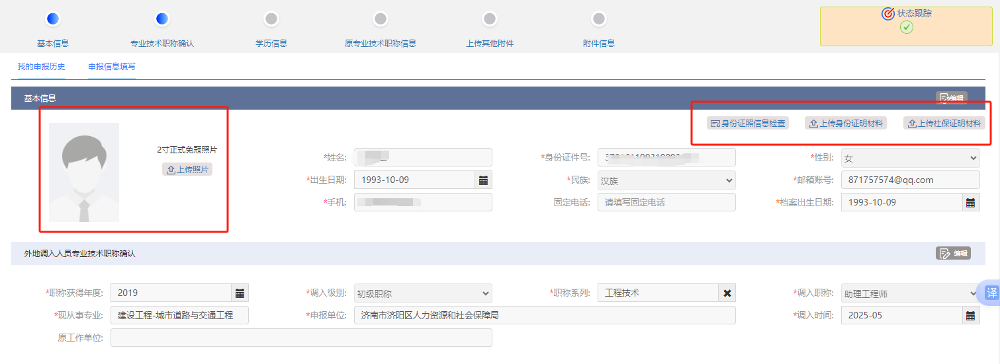 状态跟踪
基本信息 专业技术职称确认 学历信息 原专业技术职称信息 上传其他附件 附件信息
我的申报历史 申报信息填写
基本信息 编辑
身份证照信息检查 上传身份证明材料 上传社保证明材料
2寸正式免冠照片
上传照片
*姓名: *身份证件号: *性别: 女
*出生日期: 1993-10-09 *民族: 汉族 *邮箱账号: 871757574@qq.com
*手机: 固定电话: 请填写固定电话 *档案出生日期: 1993-10-09
外地调入人员专业技术职称确认 编辑
*职称获得年度: 2019 *调入级别: 初级职称 *职称系列: 工程技术 *调入职称: 助理工程师
译
*现从事专业: 建设工程-城市道路与交通工程 *申报单位: 济南市济阳区人力资源和社会保障局 *调入时间: 2025-05
原工作单位: